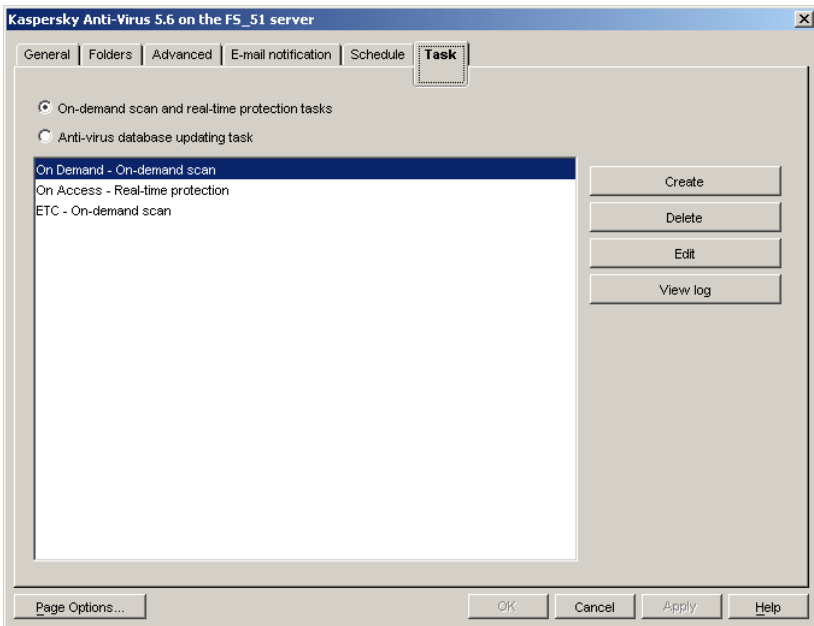 Kaspersky Anti-Virus 5.6 on the FS_51 server
General Folders Advanced E-mail notification Schedule Task
On-demand scan and real-time protection tasks
Anti-virus database updating task
On Demand - On-demand scan
On Access - Real-time protection
ETC - On-demand scan
Create
Delete
Edit
View log
Page Options... OK Cancel Apply Help